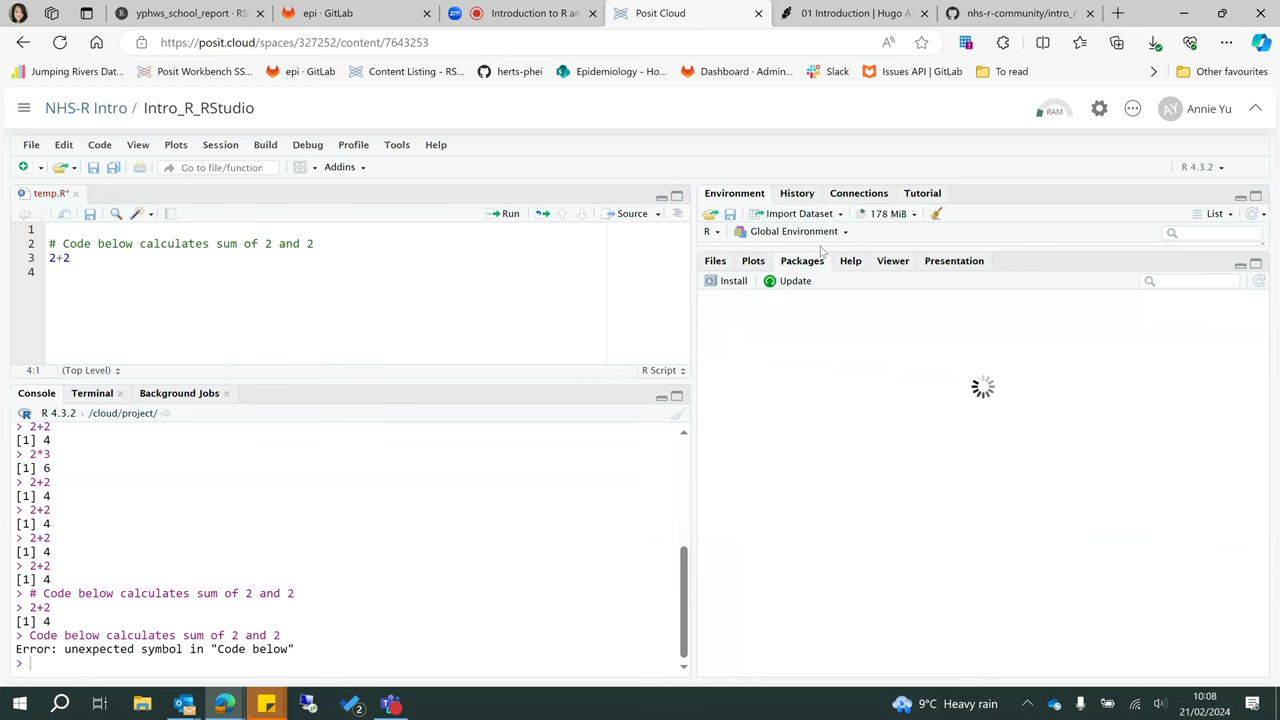 yphws_school_report · RS
epi · GitLab
Introduction to R an
Posit Cloud
01 Introduction | Hugo A
nhs-r-community/intro_r
https://posit.cloud/spaces/327252/content/7643253
Jumping Rivers Dat...
Posit Workbench SS...
epi · GitLab
Content Listing - RS...
herts-phei
Epidemiology - Ho...
Dashboard · Admin...
Slack
Issues API | GitLab
To read
Other favourites
NHS-R Intro / Intro_R_RStudio
RAM
AY
Annie Yu
File Edit Code View Plots Session Build Debug Profile Tools Help
Go to file/function
Addins
R 4.3.2
temp.R*
Run
Source
1
2 # Code below calculates sum of 2 and 2
3 2+2
4
4:1 (Top Level)
R Script
Console Terminal Background Jobs
R 4.3.2 · /cloud/project/
> 2+2
[1] 4
> 2*3
[1] 6
> 2+2
[1] 4
> 2+2
[1] 4
> 2+2
[1] 4
> 2+2
[1] 4
> # Code below calculates sum of 2 and 2
> 2+2
[1] 4
> Code below calculates sum of 2 and 2
Error: unexpected symbol in "Code below"
>
Environment History Connections Tutorial
Import Dataset
178 MiB
List
R
Global Environment
Files Plots Packages Help Viewer Presentation
Install Update
2
9°C Heavy rain
10:08
21/02/2024